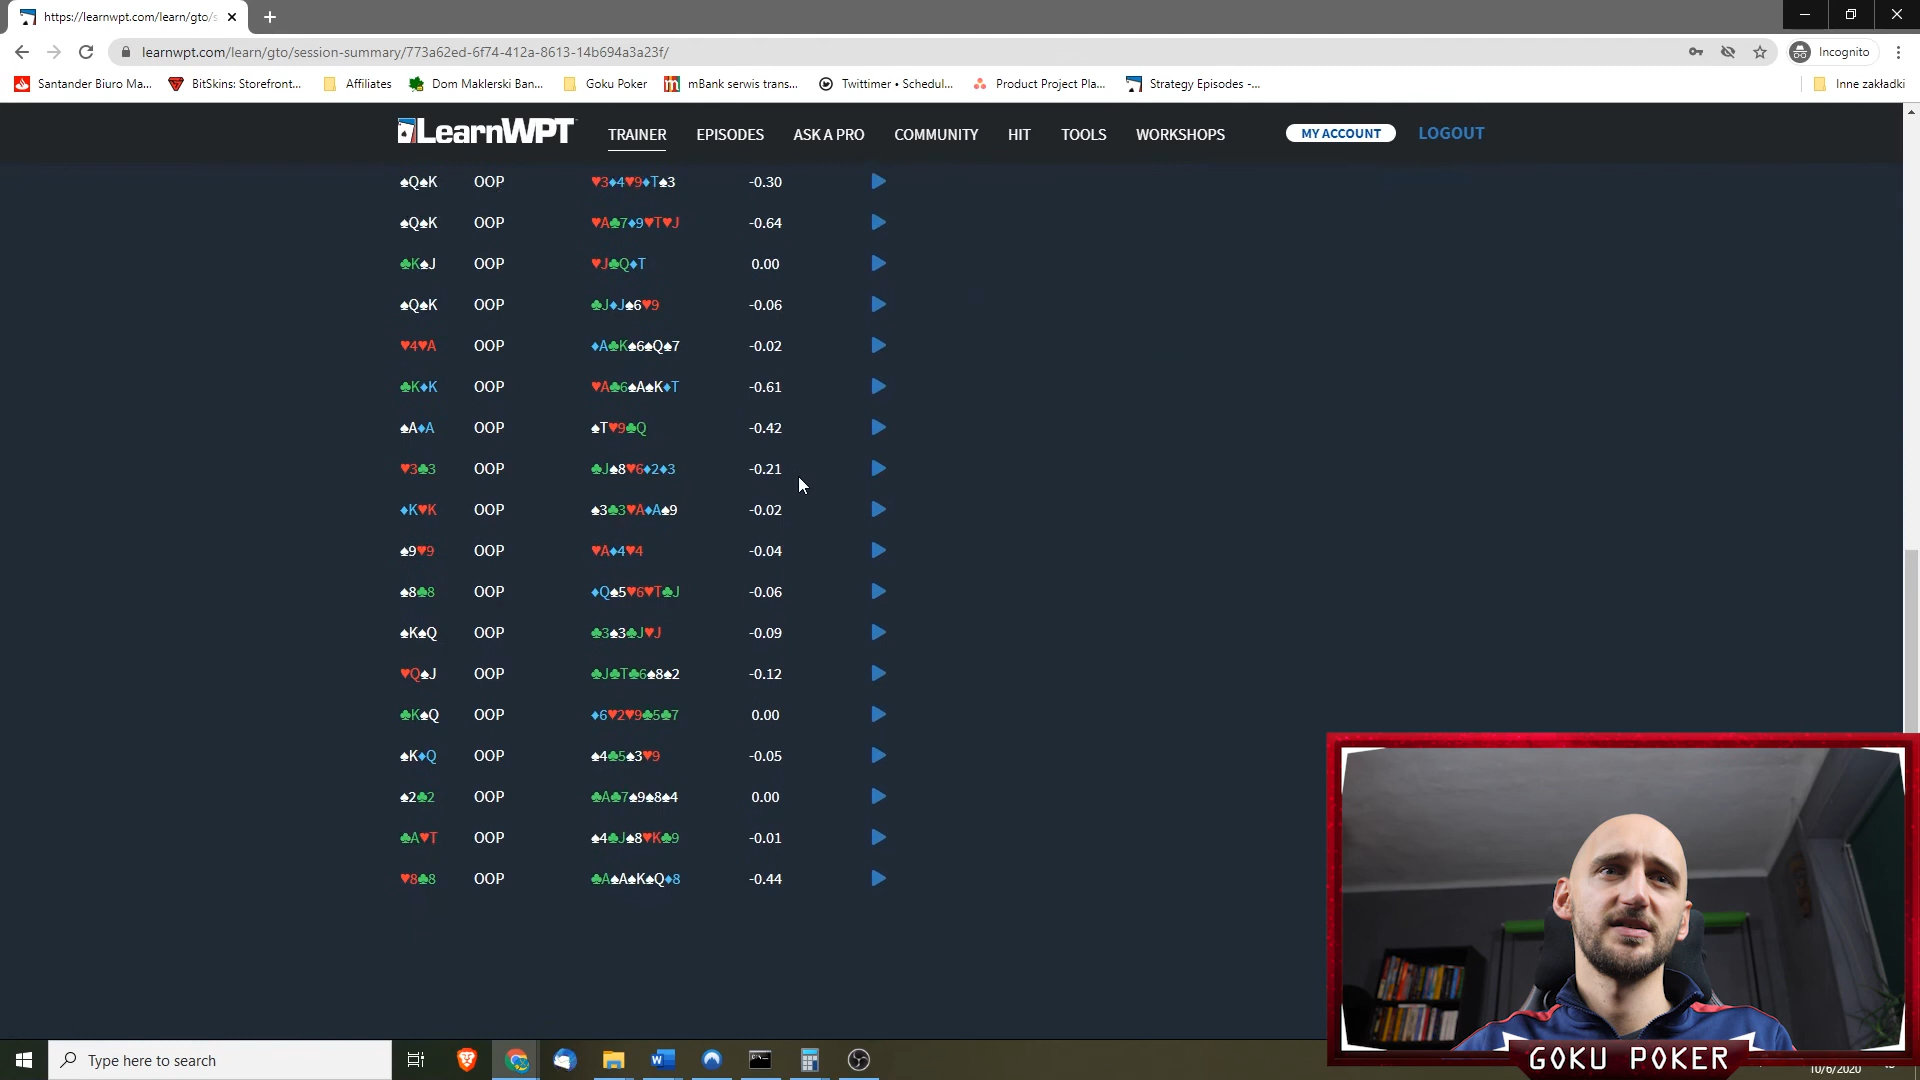 https://learnwpt.com/learn/gto/s
learnwpt.com/learn/gto/session-summary/773a62ed-6f74-412a-8613-14b694a3a23f/
Incognito
Santander Biuro Ma... BitSkins: Storefront... Affiliates Dom Maklerski Ban... Goku Poker mBank serwis trans... Twittimer • Schedul... Product Project Pla... Strategy Episodes -... Inne zakładki
LearnWPT TRAINER EPISODES ASK A PRO COMMUNITY HIT TOOLS WORKSHOPS MY ACCOUNT LOGOUT
♠Q♠K OOP ♥3♦4♥9♦T♠3 -0.30
♠Q♠K OOP ♥A♣7♦9♥T♥J -0.64
♣K♠J OOP ♥J♣Q♦T 0.00
♠Q♠K OOP ♣J♦J♠6♥9 -0.06
♥4♥A OOP ♦A♣K♠6♠Q♠7 -0.02
♣K♦K OOP ♥A♣6♠A♠K♦T -0.61
♠A♦A OOP ♠T♥9♣Q -0.42
♥3♣3 OOP ♣J♠8♥6♦2♦3 -0.21
♦K♥K OOP ♠3♣3♥A♦A♠9 -0.02
♠9♥9 OOP ♥A♦4♥4 -0.04
♠8♣8 OOP ♦Q♠5♥6♥T♣J -0.06
♠K♠Q OOP ♣3♠3♣J♥J -0.09
♥Q♠J OOP ♣J♣T♣6♠8♠2 -0.12
♣K♠Q OOP ♦6♥2♥9♣5♣7 0.00
♠K♦Q OOP ♠4♣5♠3♥9 -0.05
♠2♣2 OOP ♣A♣7♠9♠8♠4 0.00
♣A♥T OOP ♠4♣J♠8♥K♣9 -0.01
♥8♣8 OOP ♣A♠A♠K♠Q♦8 -0.44
GOKU POKER
Type here to search
10/6/2020